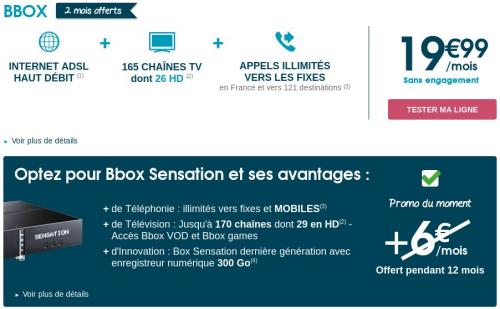 BBOX
2 mois offerts
+
+
INTERNET ADSL
HAUT DÉBIT (1)
165 CHAÎNES TV
dont 26 HD (2)
APPELS ILLIMITÉS
VERS LES FIXES
en France et vers 121 destinations (3)
19€99
/mois
Sans engagement
TESTER MA LIGNE
▸ Voir plus de détails
Optez pour Bbox Sensation et ses avantages :
SENSATION
+ de Téléphonie : illimités vers fixes et MOBILES(3)
+ de Télévision : Jusqu'à 170 chaînes dont 29 en HD(2) -
Accès Bbox VOD et Bbox games
+ d'Innovation : Box Sensation dernière génération avec
enregistreur numérique 300 Go(4)
▸ Voir plus de détails
Promo du moment
+6€
/mois
Offert pendant 12 mois